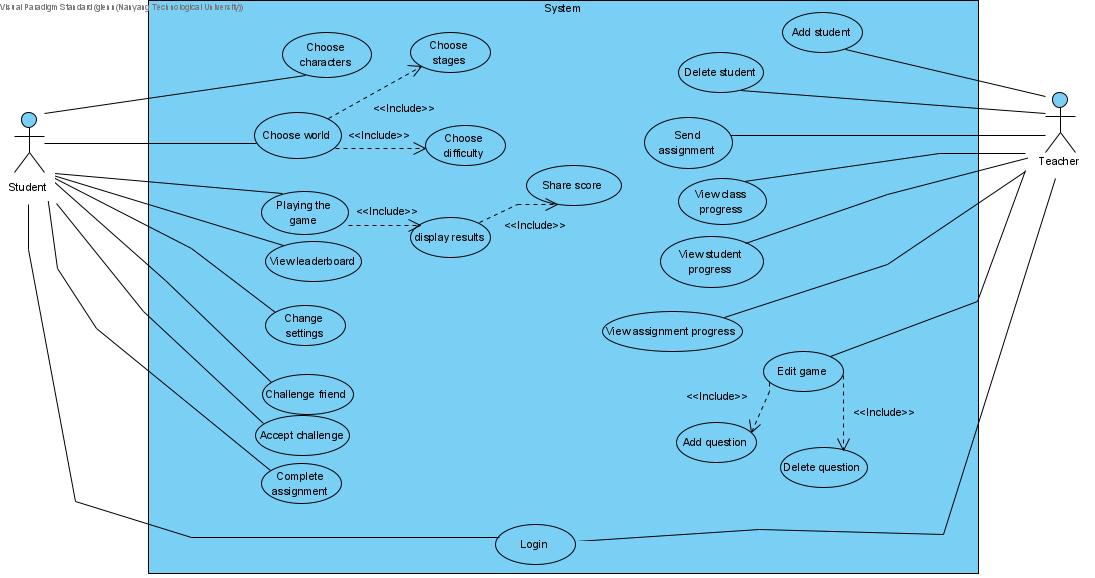 Visual Paradigm Standard (glenn (Nanyang Technological University))
System
Choose
characters
Choose
stages
<<Include>>
Choose world
<<Include>>
Choose
difficulty
Student
Playing the
game
<<Include>>
display results
Share score
<<Include>>
View leaderboard
Change
settings
Challenge friend
Accept challenge
Complete
assignment
Login
Add student
Delete student
Send
assignment
Teacher
View class
progress
View student
progress
View assignment progress
Edit game
<<Include>>
<<Include>>
Add question
Delete question